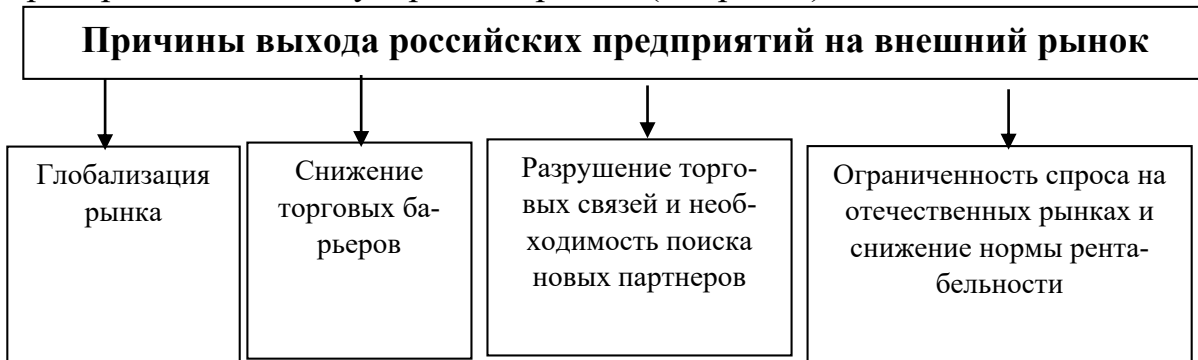 Причины выхода российских предприятий на внешний рынок
Глобализация
рынка
Снижение
торговых ба-
рьеров
Разрушение торго-
вых связей и необ-
ходимость поиска
новых партнеров
Ограниченность спроса на
отечественных рынках и
снижение нормы рента-
бельности